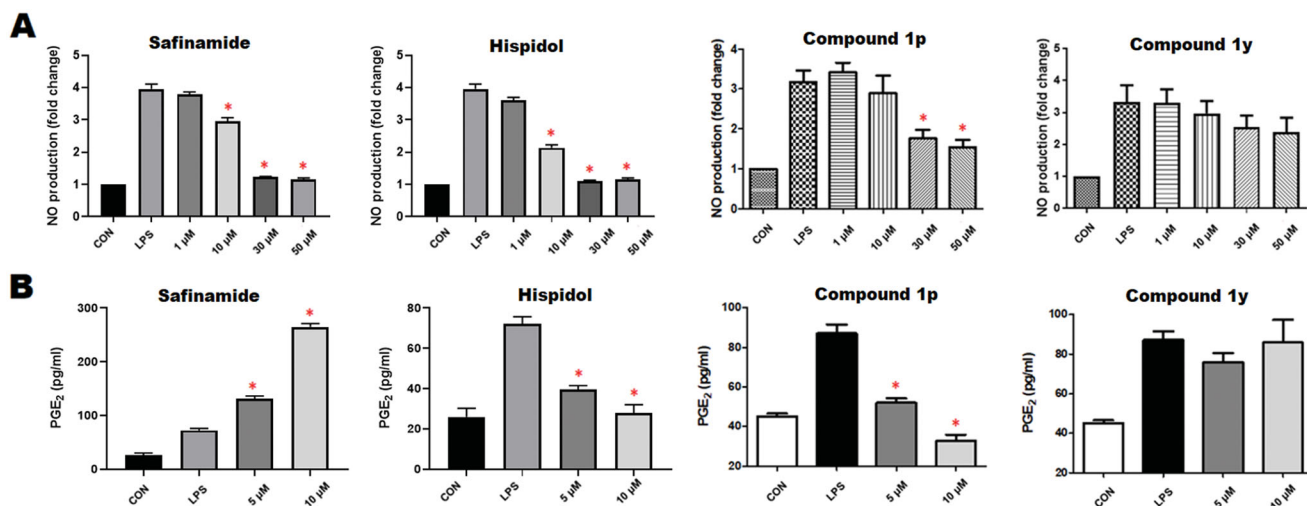 A
Safinamide
NO production (fold change)
5
4
3
2
1
0
CON
LPS
1 µM
10 µM
30 µM
50 µM
*
*
*
Hispidol
NO production (fold change)
5
4
3
2
1
0
CON
LPS
1 µM
10 µM
30 µM
50 µM
*
*
*
Compound 1p
NO production (fold change)
4
3
2
1
0
CON
LPS
1 µM
10 µM
30 µM
50 µM
*
*
Compound 1y
NO production (fold change)
5
4
3
2
1
0
CON
LPS
1 µM
10 µM
30 µM
50 µM
B
Safinamide
PGE₂ (pg/ml)
300
200
100
0
CON
LPS
5 µM
10 µM
*
*
Hispidol
PGE₂ (pg/ml)
80
60
40
20
0
CON
LPS
5 µM
10 µM
*
*
Compound 1p
PGE₂ (pg/ml)
100
80
60
40
20
CON
LPS
5 µM
10 µM
*
*
Compound 1y
PGE₂ (pg/ml)
100
80
60
40
20
CON
LPS
5 µM
10 µM